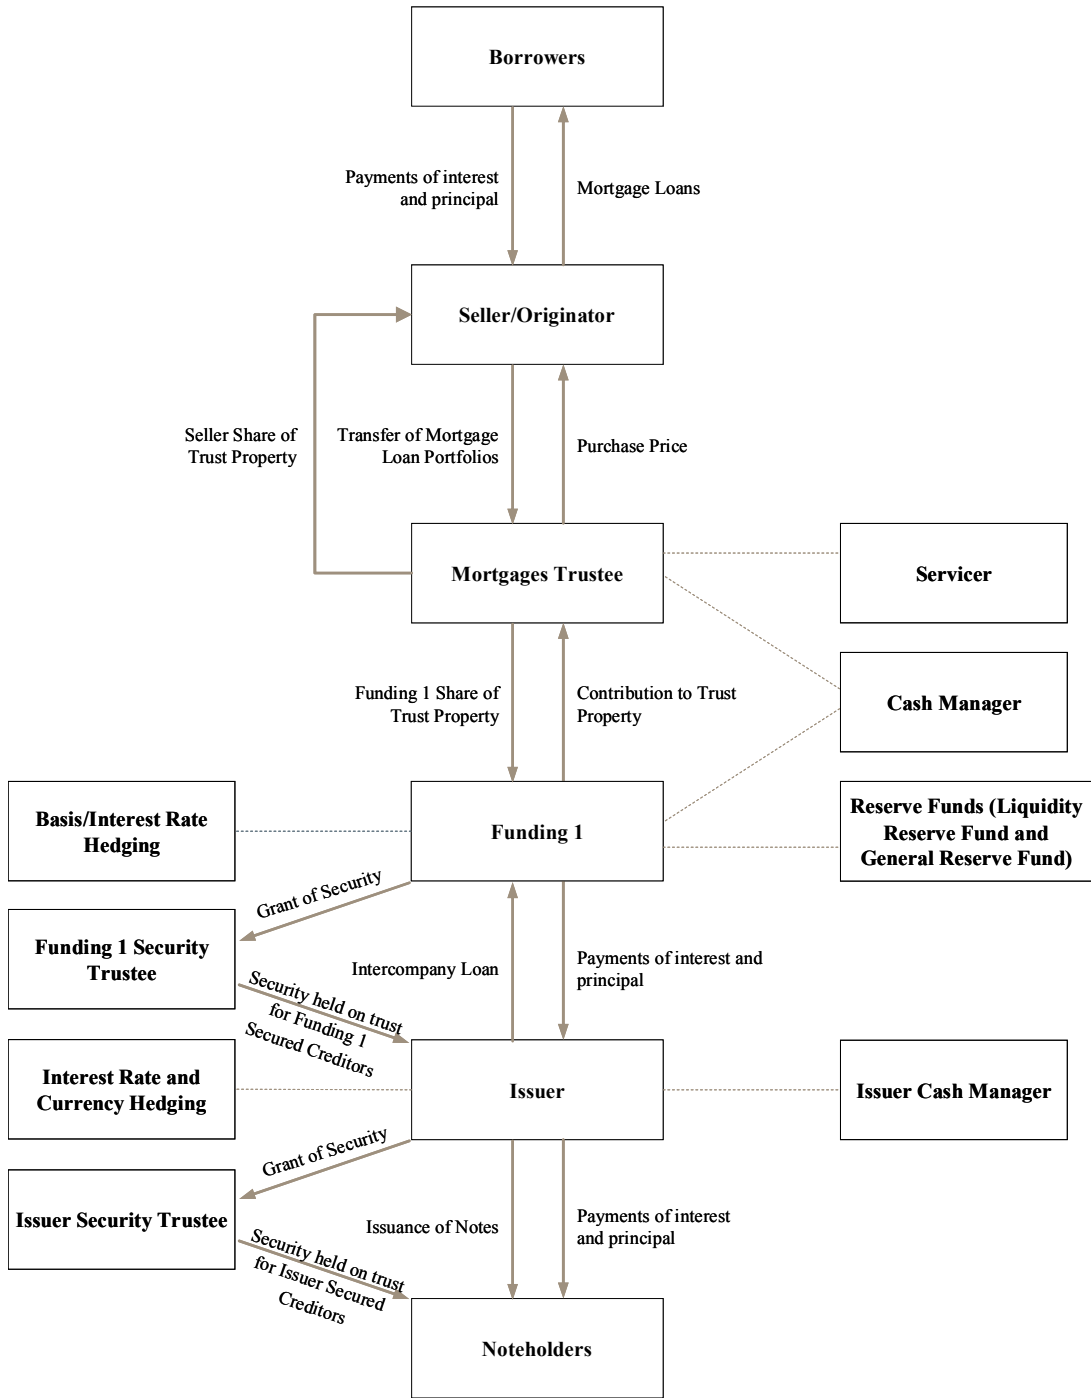 Borrowers
Payments of interest
and principal
Mortgage Loans
Seller/Originator
Seller Share of
Trust Property
Transfer of Mortgage
Loan Portfolios
Purchase Price
Mortgages Trustee
Servicer
Funding 1 Share of
Trust Property
Contribution to Trust
Property
Cash Manager
Basis/Interest Rate
Hedging
Funding 1
Reserve Funds (Liquidity
Reserve Fund and
General Reserve Fund)
Grant of Security
Funding 1 Security
Trustee
Security held on trust
for Funding 1
Secured Creditors
Intercompany Loan
Payments of interest and
principal
Interest Rate and
Currency Hedging
Issuer
Issuer Cash Manager
Grant of Security
Issuer Security Trustee
Security held on trust
for Issuer Secured
Creditors
Issuance of Notes
Payments of interest
and principal
Noteholders